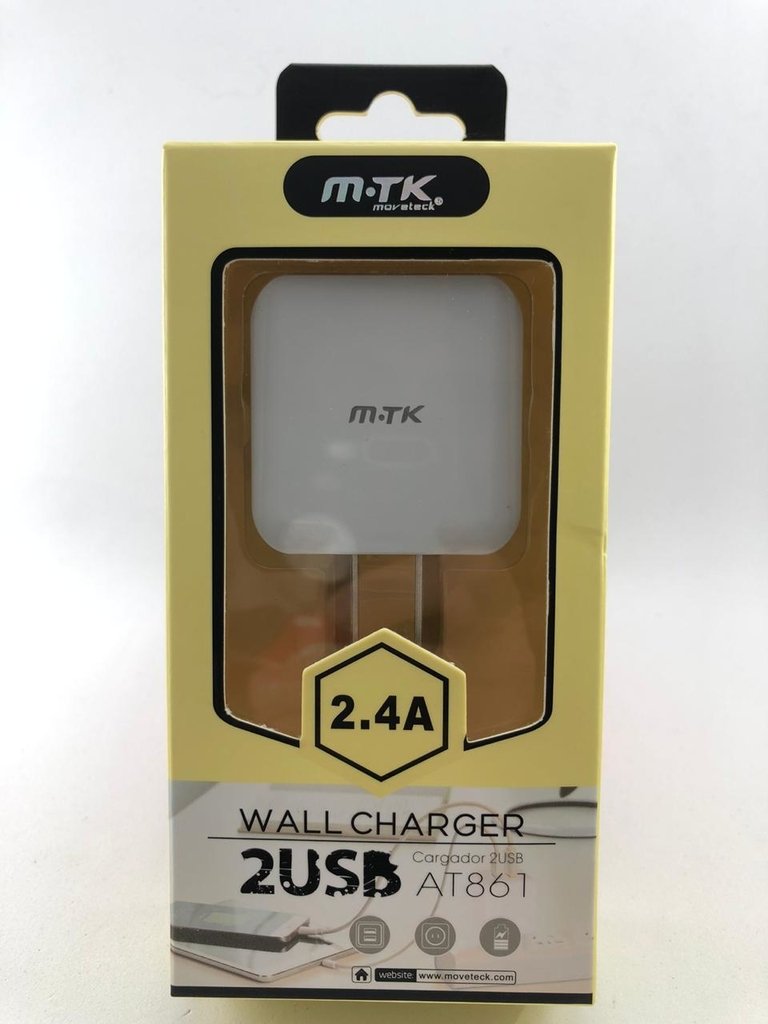 M·TK®
moveteck
M·TK
2.4A
WALL CHARGER
2USB
Cargador 2USB
AT861
website: www.moveteck.com